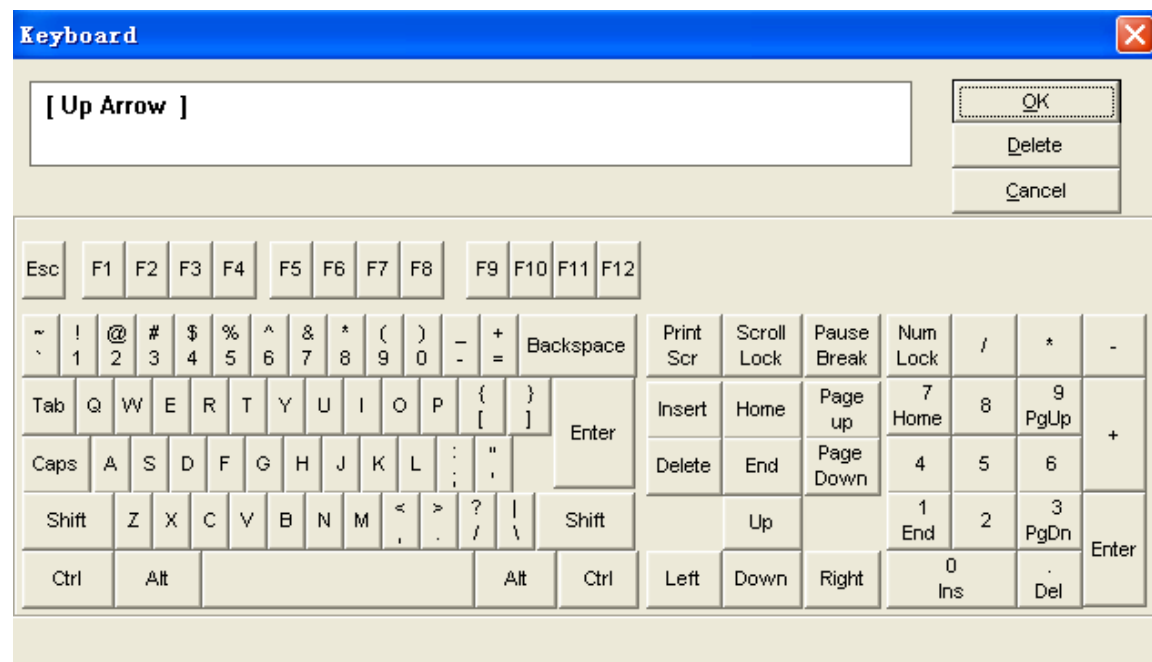 Keyboard
[ Up Arrow ]
OK
Delete
Cancel
Esc F1 F2 F3 F4 F5 F6 F7 F8 F9 F10 F11 F12
~ ! @ # $ % ^ & * ( ) _ +
` 1 2 3 4 5 6 7 8 9 0 - = Backspace
Print Scroll Pause Num
Scr Lock Break Lock / * -
Tab Q W E R T Y U I O P { }
[ ] Enter
Insert Home Page up 7 Home 8 9 PgUp +
Caps A S D F G H J K L : "
; '
Delete End Page Down 4 5 6
Shift Z X C V B N M < > ? |
, . / \ Shift
Up 1 End 2 3 PgDn Enter
Ctrl Alt Alt Ctrl Left Down Right 0 Ins . Del